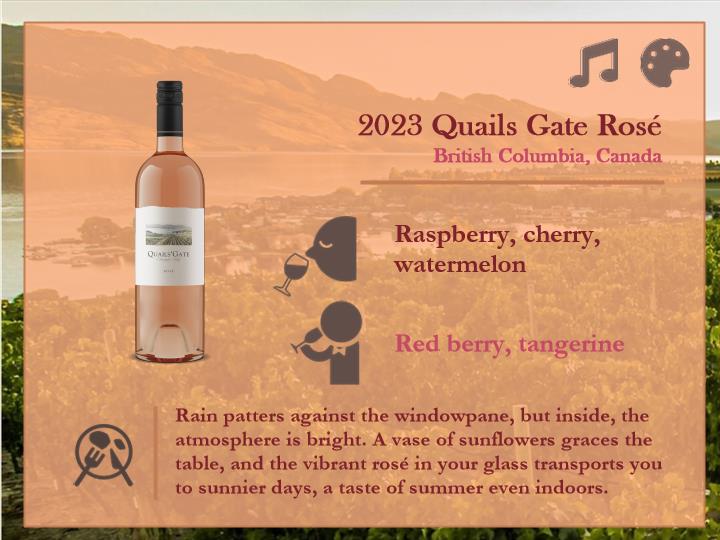 2023 Quails Gate Rosé
British Columbia, Canada
QUAILS'GATE
Raspberry, cherry,
watermelon
Red berry, tangerine
Rain patters against the windowpane, but inside, the
atmosphere is bright. A vase of sunflowers graces the
table, and the vibrant rosé in your glass transports you
to sunnier days, a taste of summer even indoors.